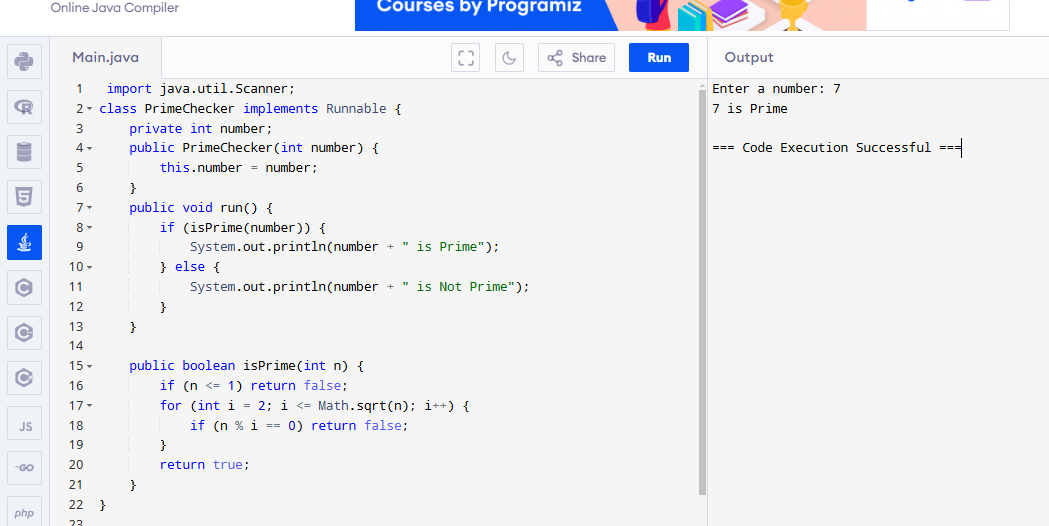 Online Java Compiler
Courses by Programiz
Main.java
Share
Run
Output
1 import java.util.Scanner;
2 class PrimeChecker implements Runnable {
3 private int number;
4 public PrimeChecker(int number) {
5 this.number = number;
6 }
7 public void run() {
8 if (isPrime(number)) {
9 System.out.println(number + " is Prime");
10 } else {
11 System.out.println(number + " is Not Prime");
12 }
13 }
14
15 public boolean isPrime(int n) {
16 if (n <= 1) return false;
17 for (int i = 2; i <= Math.sqrt(n); i++) {
18 if (n % i == 0) return false;
19 }
20 return true;
21 }
22 }
23
Enter a number: 7
7 is Prime
=== Code Execution Successful ===
R
5
C
C
C
JS
GO
php